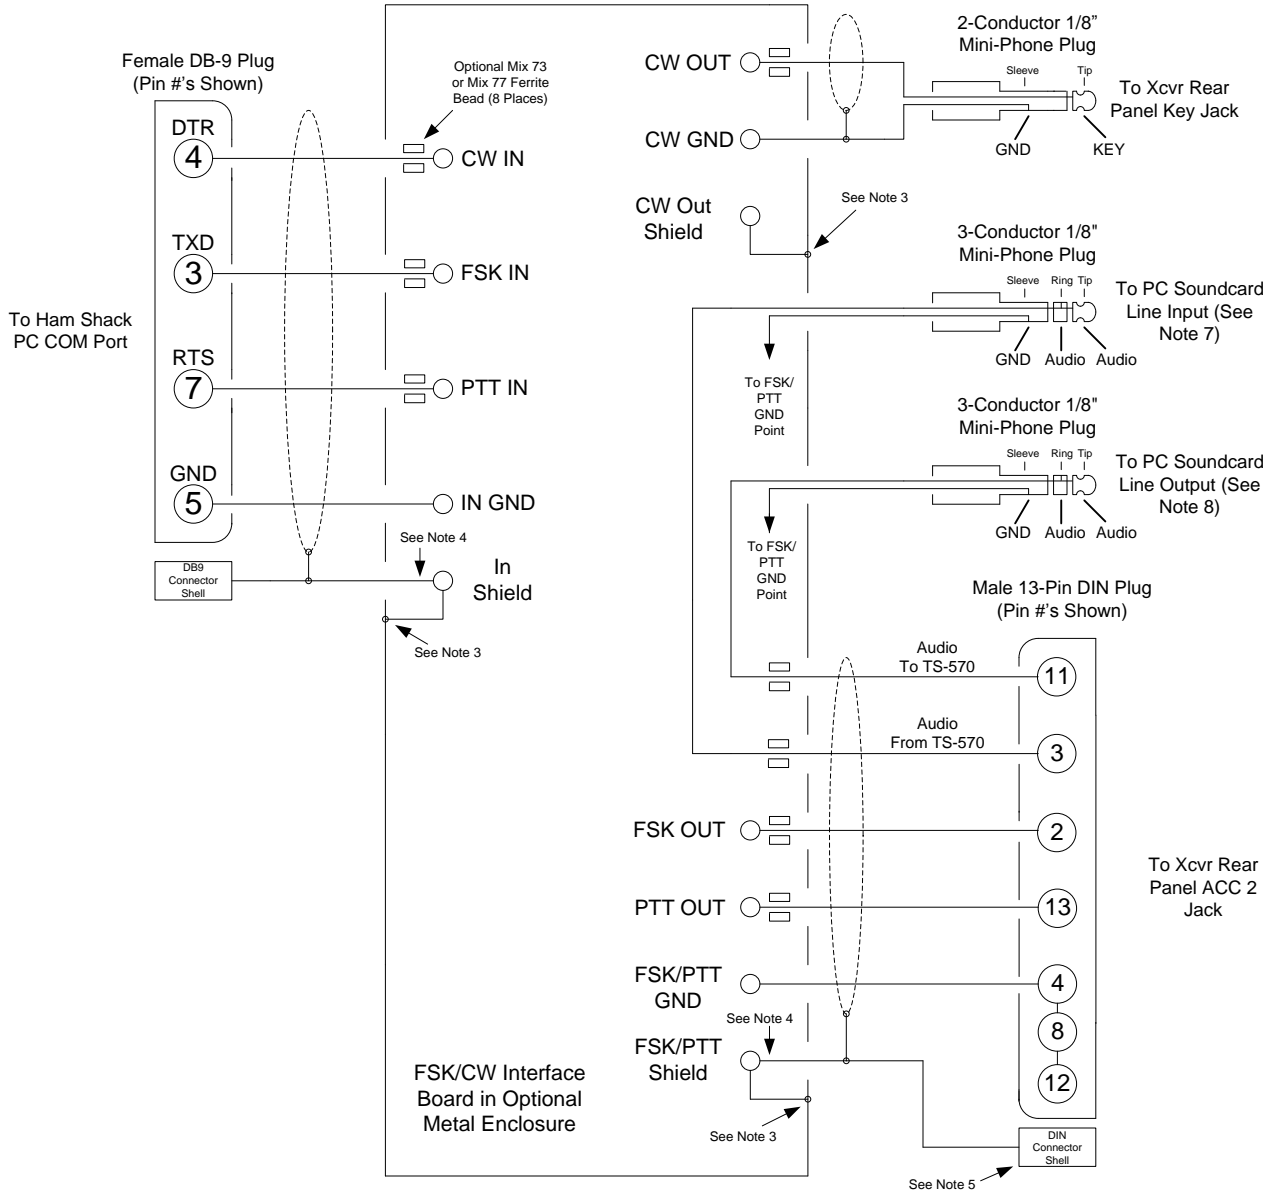 Female DB-9 Plug
(Pin #'s Shown)
DTR
4
TXD
3
RTS
7
GND
5
To Ham Shack
PC COM Port
DB9
Connector
Shell
Optional Mix 73
or Mix 77 Ferrite
Bead (8 Places)
CW IN
FSK IN
PTT IN
IN GND
See Note 4
In
Shield
See Note 3
CW OUT
CW GND
CW Out
Shield
See Note 3
2-Conductor 1/8”
Mini-Phone Plug
Sleeve
Tip
GND
KEY
To Xcvr Rear
Panel Key Jack
3-Conductor 1/8"
Mini-Phone Plug
Sleeve
Ring
Tip
GND
Audio
Audio
To PC Soundcard
Line Input (See
Note 7)
To FSK/
PTT
GND
Point
3-Conductor 1/8"
Mini-Phone Plug
Sleeve
Ring
Tip
GND
Audio
Audio
To PC Soundcard
Line Output (See
Note 8)
To FSK/
PTT
GND
Point
Male 13-Pin DIN Plug
(Pin #'s Shown)
Audio
To TS-570
11
Audio
From TS-570
3
FSK OUT
2
PTT OUT
13
FSK/PTT
GND
4
8
12
See Note 4
FSK/PTT
Shield
See Note 3
To Xcvr Rear
Panel ACC 2
Jack
DIN
Connector
Shell
See Note 5
FSK/CW Interface
Board in Optional
Metal Enclosure